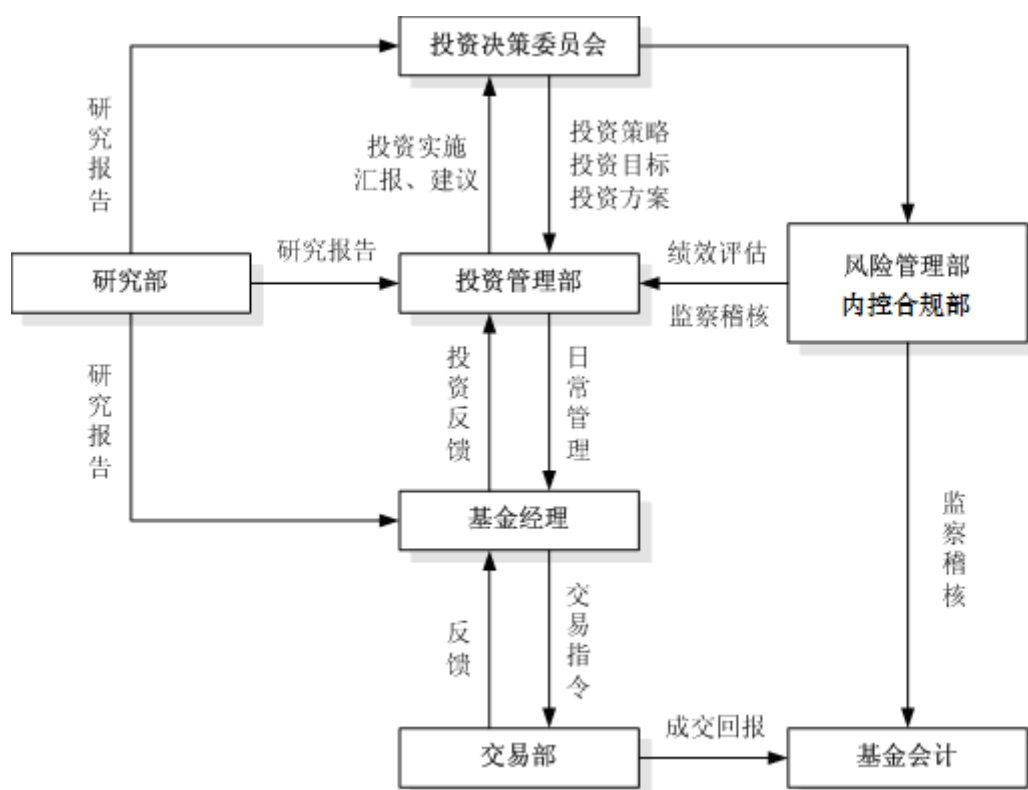 投资决策委员会
研究报告
投资实施
汇报、建议
投资策略
投资目标
投资方案
研究部
研究报告
投资管理部
绩效评估
监察稽核
风险管理部
内控合规部
研究报告
投资反馈
日常管理
基金经理
监察稽核
反馈
交易指令
交易部
成交回报
基金会计